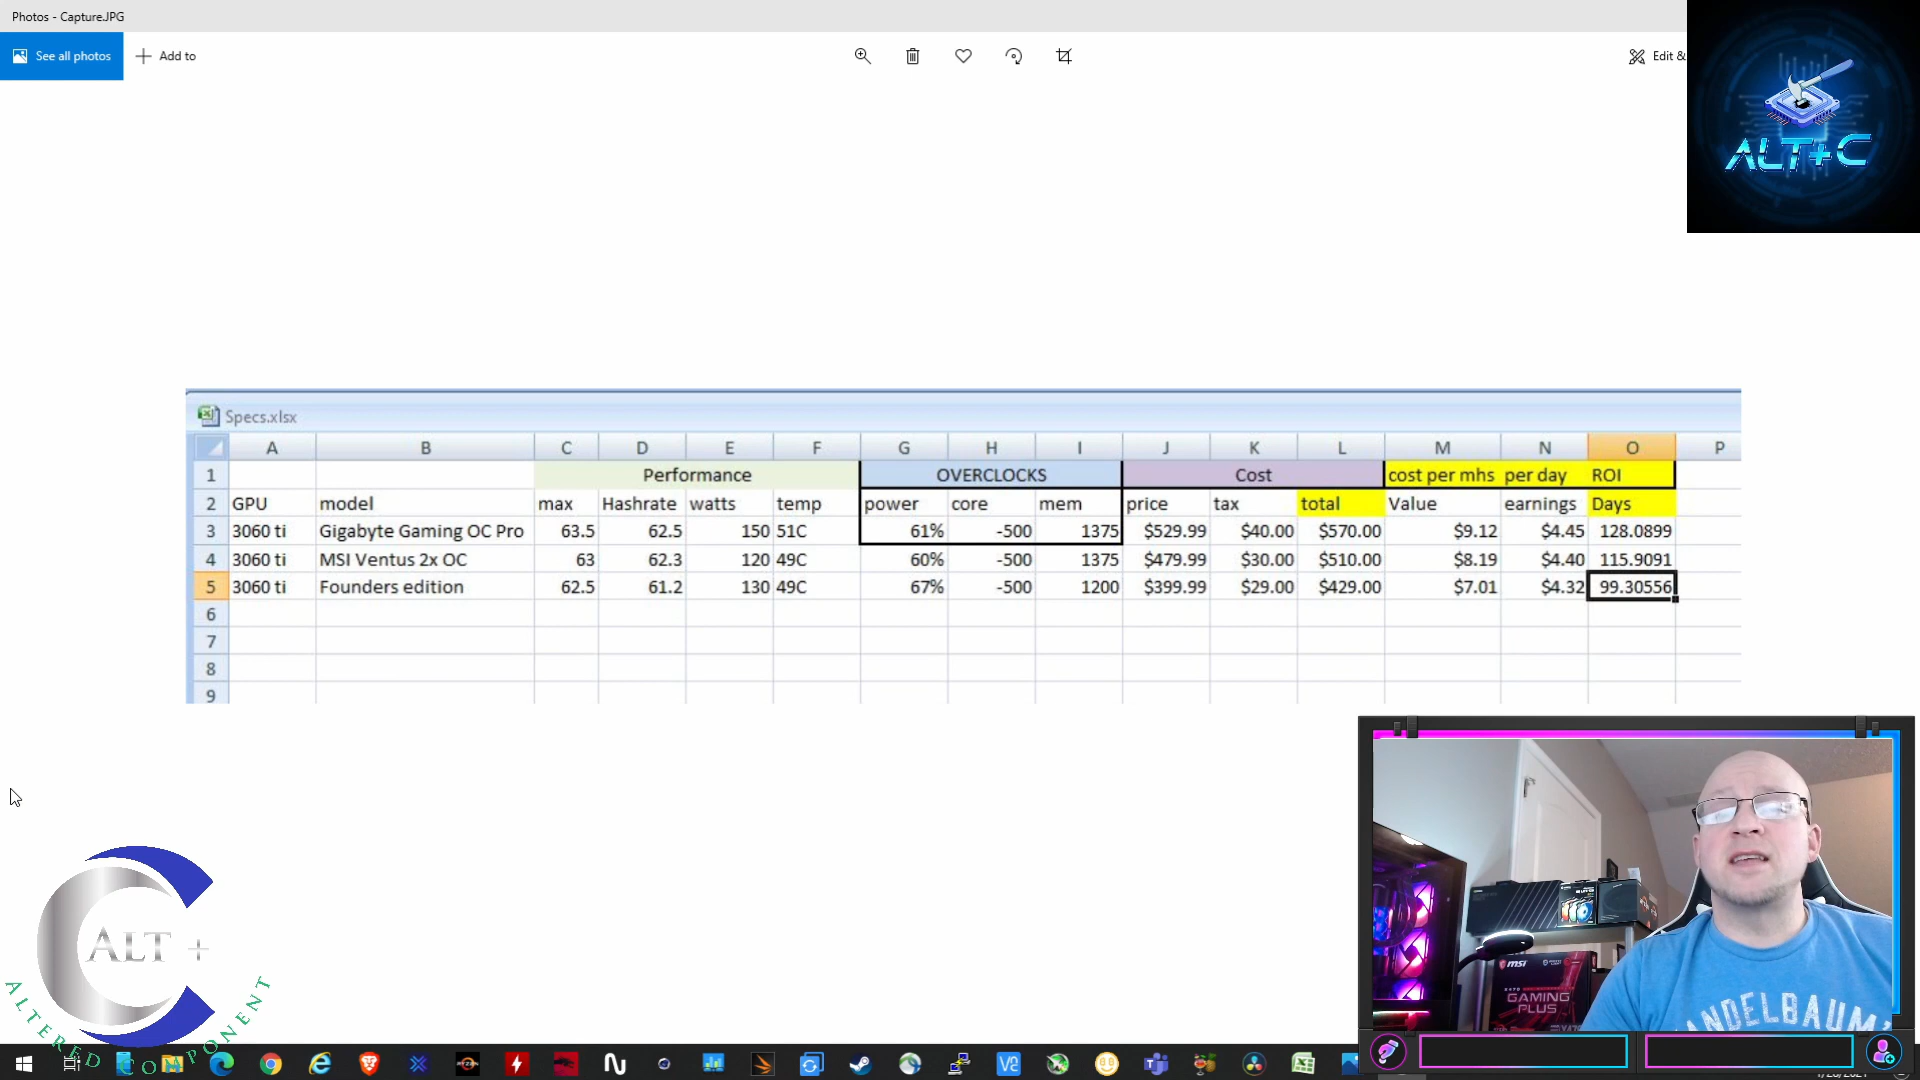 Photos - Capture.JPG
See all photos
Add to
Edit &
ALT+C
Specs.xlsx
A B C D E F G H I J K L M N O P
1 Performance OVERCLOCKS Cost cost per mhs per day ROI
2 GPU model max Hashrate watts temp power core mem price tax total Value earnings Days
3 3060 ti Gigabyte Gaming OC Pro 63.5 62.5 150 51C 61% -500 1375 $529.99 $40.00 $570.00 $9.12 $4.45 128.0899
4 3060 ti MSI Ventus 2x OC 63 62.3 120 49C 60% -500 1375 $479.99 $30.00 $510.00 $8.19 $4.40 115.9091
5 3060 ti Founders edition 62.5 61.2 130 49C 67% -500 1200 $399.99 $29.00 $429.00 $7.01 $4.32 99.30556
6
7
8
9
ALT +
ALTERED COMPONENT
msi
GAMING
PLUS
ANDELBAUM